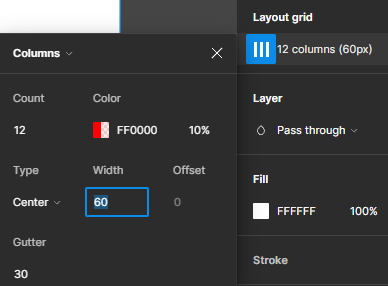 Layout grid
12 columns (60px)
Columns
Count Color
12 FF0000 10%
Type Width Offset
Center 60 0
Gutter
30
Layer
Pass through
Fill
FFFFFF 100%
Stroke